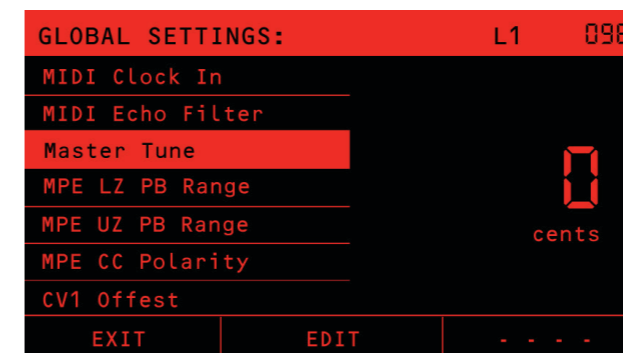 GLOBAL SETTINGS: L1 098
MIDI Clock In
MIDI Echo Filter
Master Tune
MPE LZ PB Range
0
MPE UZ PB Range
cents
MPE CC Polarity
CV1 Offest
EXIT EDIT - - - -